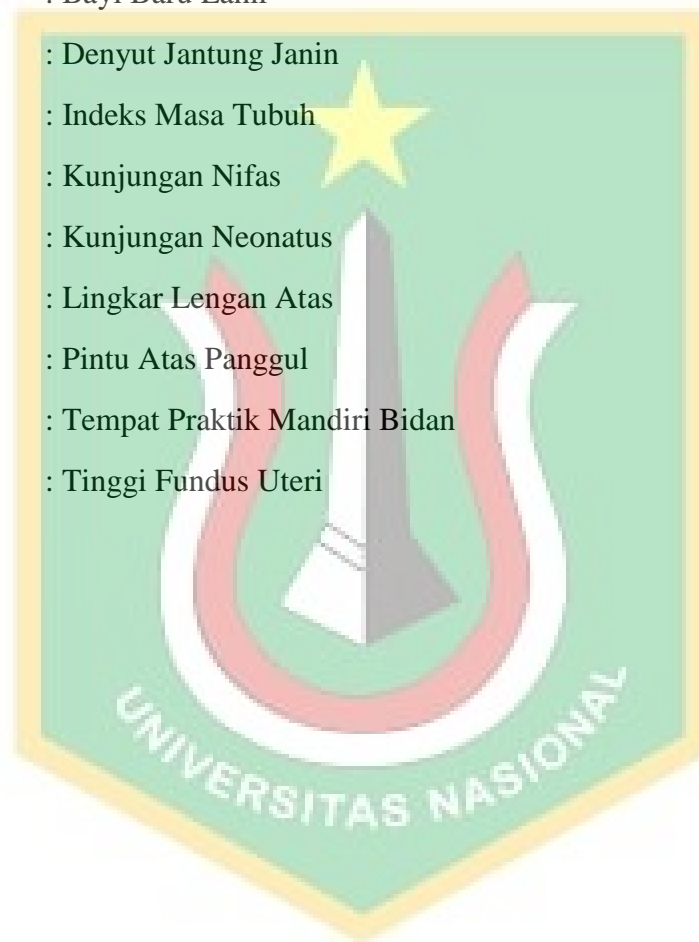 : Bayi Baru Lahir
: Denyut Jantung Janin
: Indeks Masa Tubuh
: Kunjungan Nifas
: Kunjungan Neonatus
: Lingkar Lengan Atas
: Pintu Atas Panggul
: Tempat Praktik Mandiri Bidan
: Tinggi Fundus Uteri
UNIVERSITAS NASIONAL